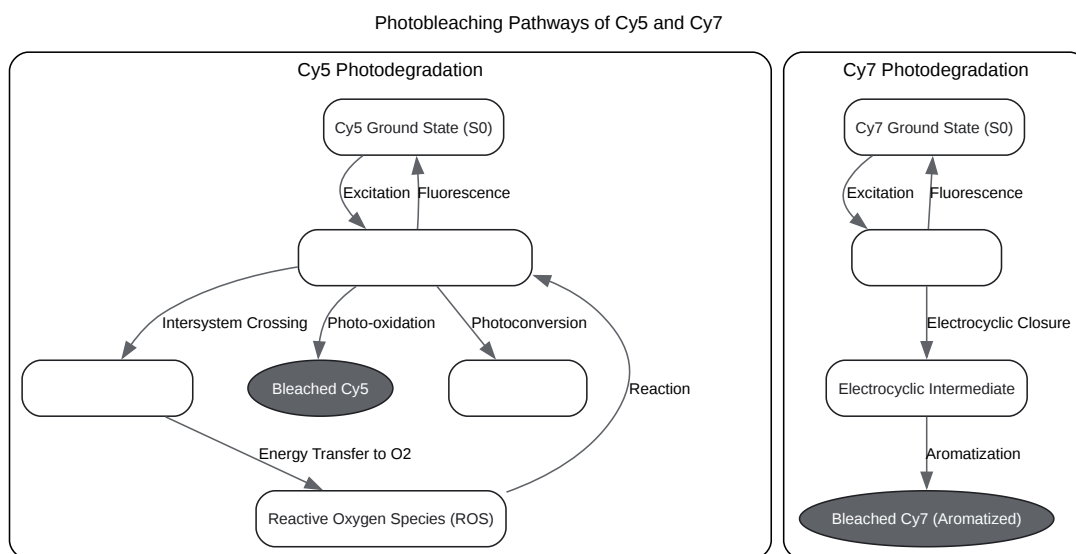 Photobleaching Pathways of Cy5 and Cy7
Cy5 Photodegradation
Cy5 Ground State (S0)
Excitation
Fluorescence
Intersystem Crossing
Photo-oxidation
Photoconversion
Bleached Cy5
Reaction
Energy Transfer to O2
Reactive Oxygen Species (ROS)
Cy7 Photodegradation
Cy7 Ground State (S0)
Excitation
Fluorescence
Electrocyclic Closure
Electrocyclic Intermediate
Aromatization
Bleached Cy7 (Aromatized)